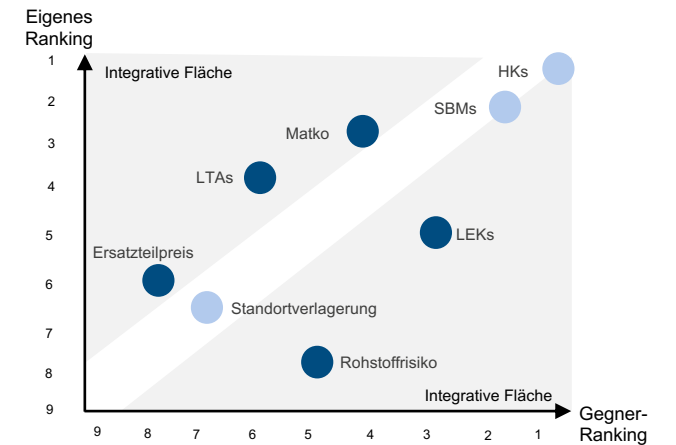 Eigenes
Ranking
1
Integrative Fläche
HKs
2
SBMs
Matko
3
LTAs
4
5
LEKs
Ersatzteilpreis
6
Standortverlagerung
7
Rohstoffrisiko
8
Integrative Fläche
9
Gegner-
Ranking
9 8 7 6 5 4 3 2 1